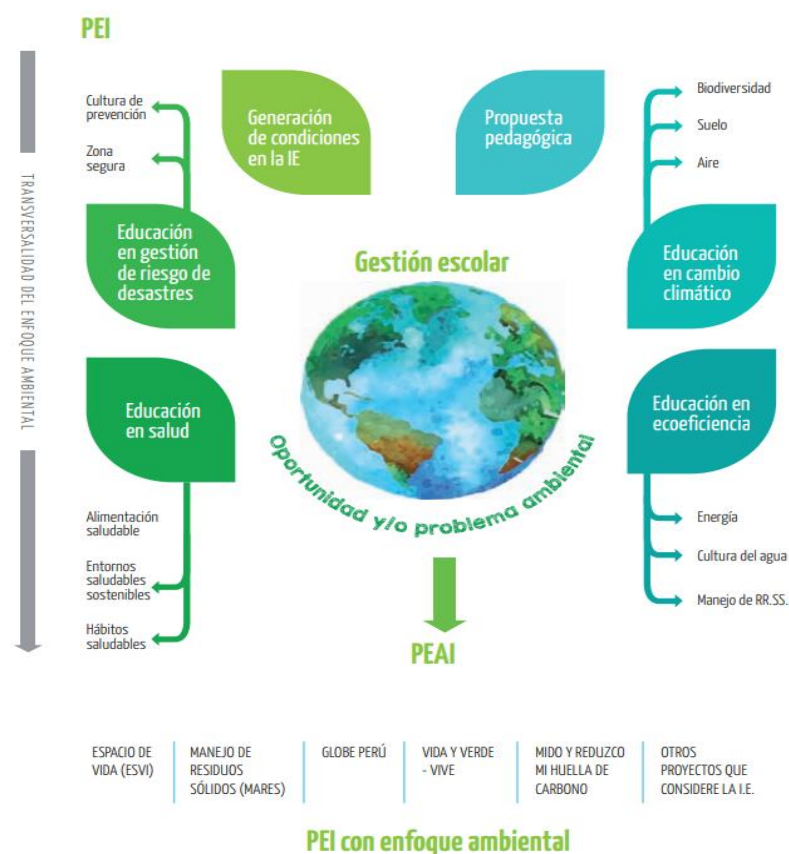 PEI
TRANSVERSALIDAD DEL ENFOQUE AMBIENTAL
Cultura de
prevención
Zona
segura
Generación
de condiciones
en la IE
Propuesta
pedagógica
Biodiversidad
Suelo
Aire
Educación
en gestión
de riesgo de
desastres
Gestión escolar
Educación
en cambio
climático
Educación
en salud
Educación en
ecoeficiencia
Oportunidad y/o problema ambiental
Alimentación
saludable
Entornos
saludables
sostenibles
Hábitos
saludables
Energía
Cultura del agua
Manejo de RR.SS.
PEAI
ESPACIO DE
VIDA (ESVI)
MANEJO DE
RESIDUOS
SÓLIDOS (MARES)
GLOBE PERÚ
VIDA Y VERDE
- VIVE
MIDO Y REDUZCO
MI HUELLA DE
CARBONO
OTROS
PROYECTOS QUE
CONSIDERE LA I.E.
PEI con enfoque ambiental